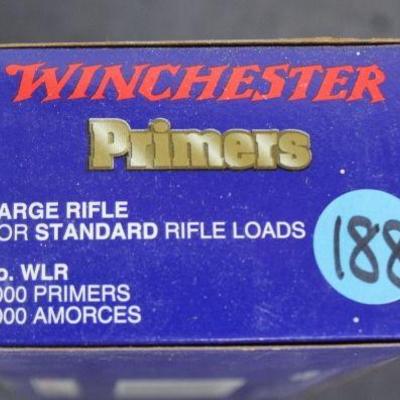 WINCHESTER
Primers
ARGE RIFLE
OR STANDARD RIFLE LOADS
o. WLR
000 PRIMERS
000 AMORCES
188